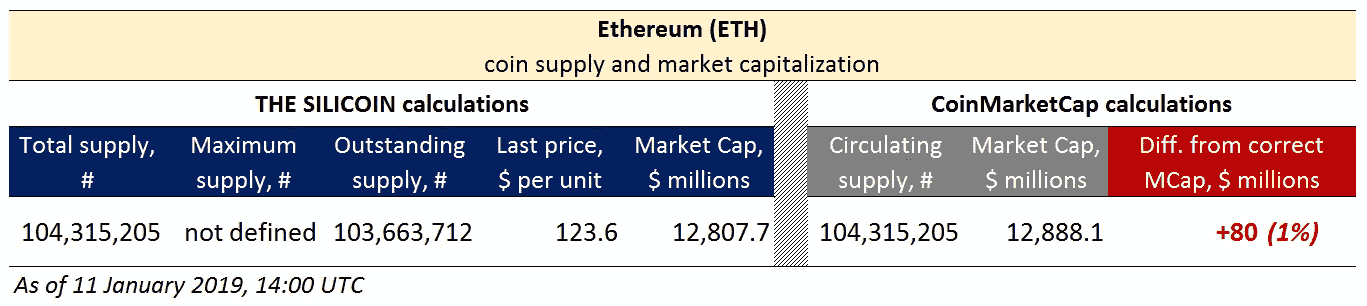 Ethereum (ETH)
coin supply and market capitalization
THE SILICOIN calculations CoinMarketCap calculations
Total supply, # Maximum supply, # Outstanding supply, # Last price, $ per unit Market Cap, $ millions Circulating supply, # Market Cap, $ millions Diff. from correct MCap, $ millions
104,315,205 not defined 103,663,712 123.6 12,807.7 104,315,205 12,888.1 +80 (1%)
As of 11 January 2019, 14:00 UTC